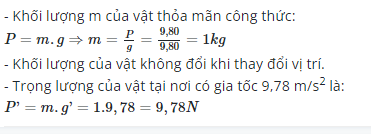 - Khối lượng m của vật thỏa mãn công thức:
P = m.g ⇒ m = P/g = 9,80/9,80 = 1kg
- Khối lượng của vật không đổi khi thay đổi vị trí.
- Trọng lượng của vật tại nơi có gia tốc 9,78 m/s² là:
P’ = m.g’ = 1.9,78 = 9,78N